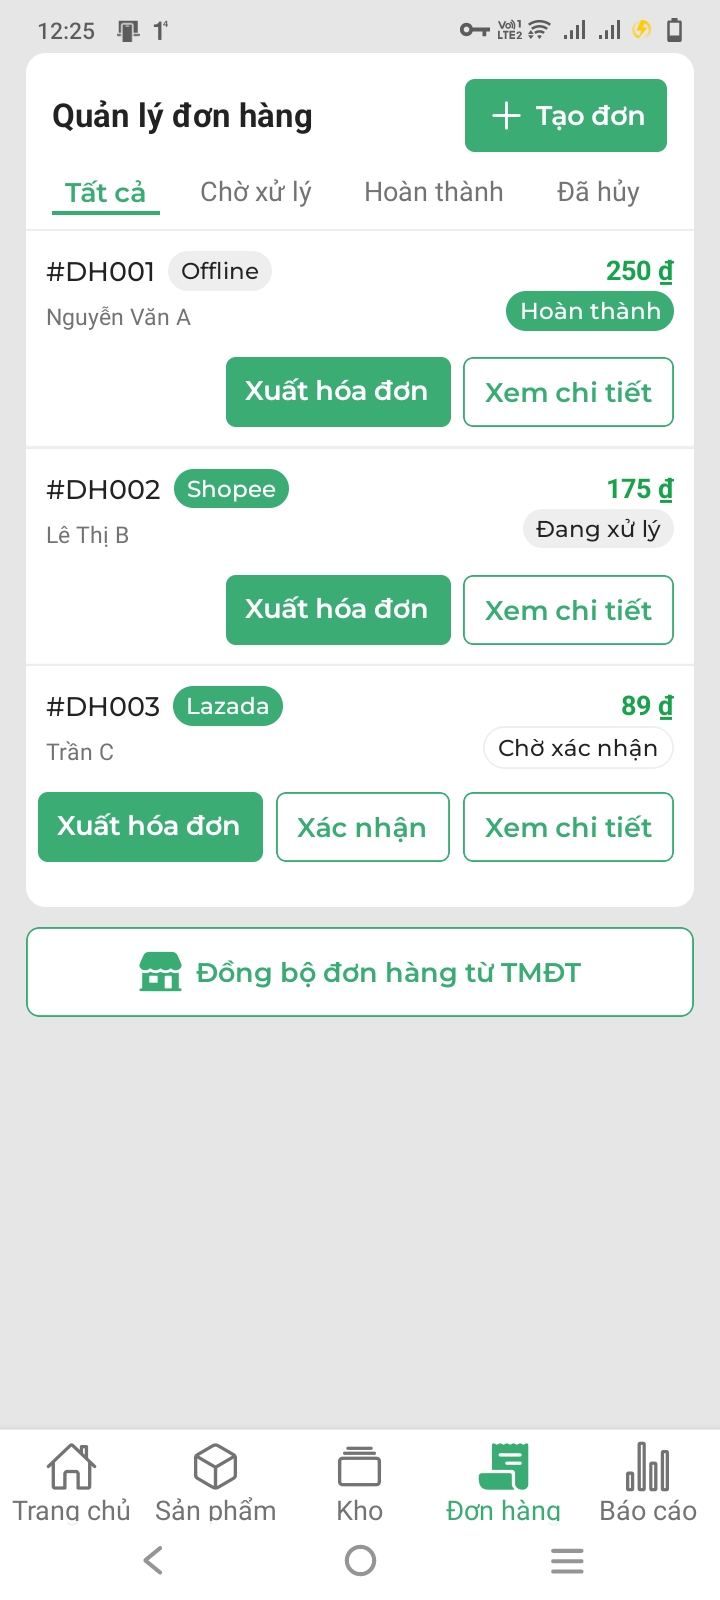 12:25
Quản lý đơn hàng
Tạo đơn
Tất cả Chờ xử lý Hoàn thành Đã hủy
#DH001 Offline 250 ₫
Nguyễn Văn A Hoàn thành
Xuất hóa đơn Xem chi tiết
#DH002 Shopee 175 ₫
Lê Thị B Đang xử lý
Xuất hóa đơn Xem chi tiết
#DH003 Lazada 89 ₫
Trần C Chờ xác nhận
Xuất hóa đơn Xác nhận Xem chi tiết
Đồng bộ đơn hàng từ TMĐT
Trang chủ Sản phẩm Kho Đơn hàng Báo cáo